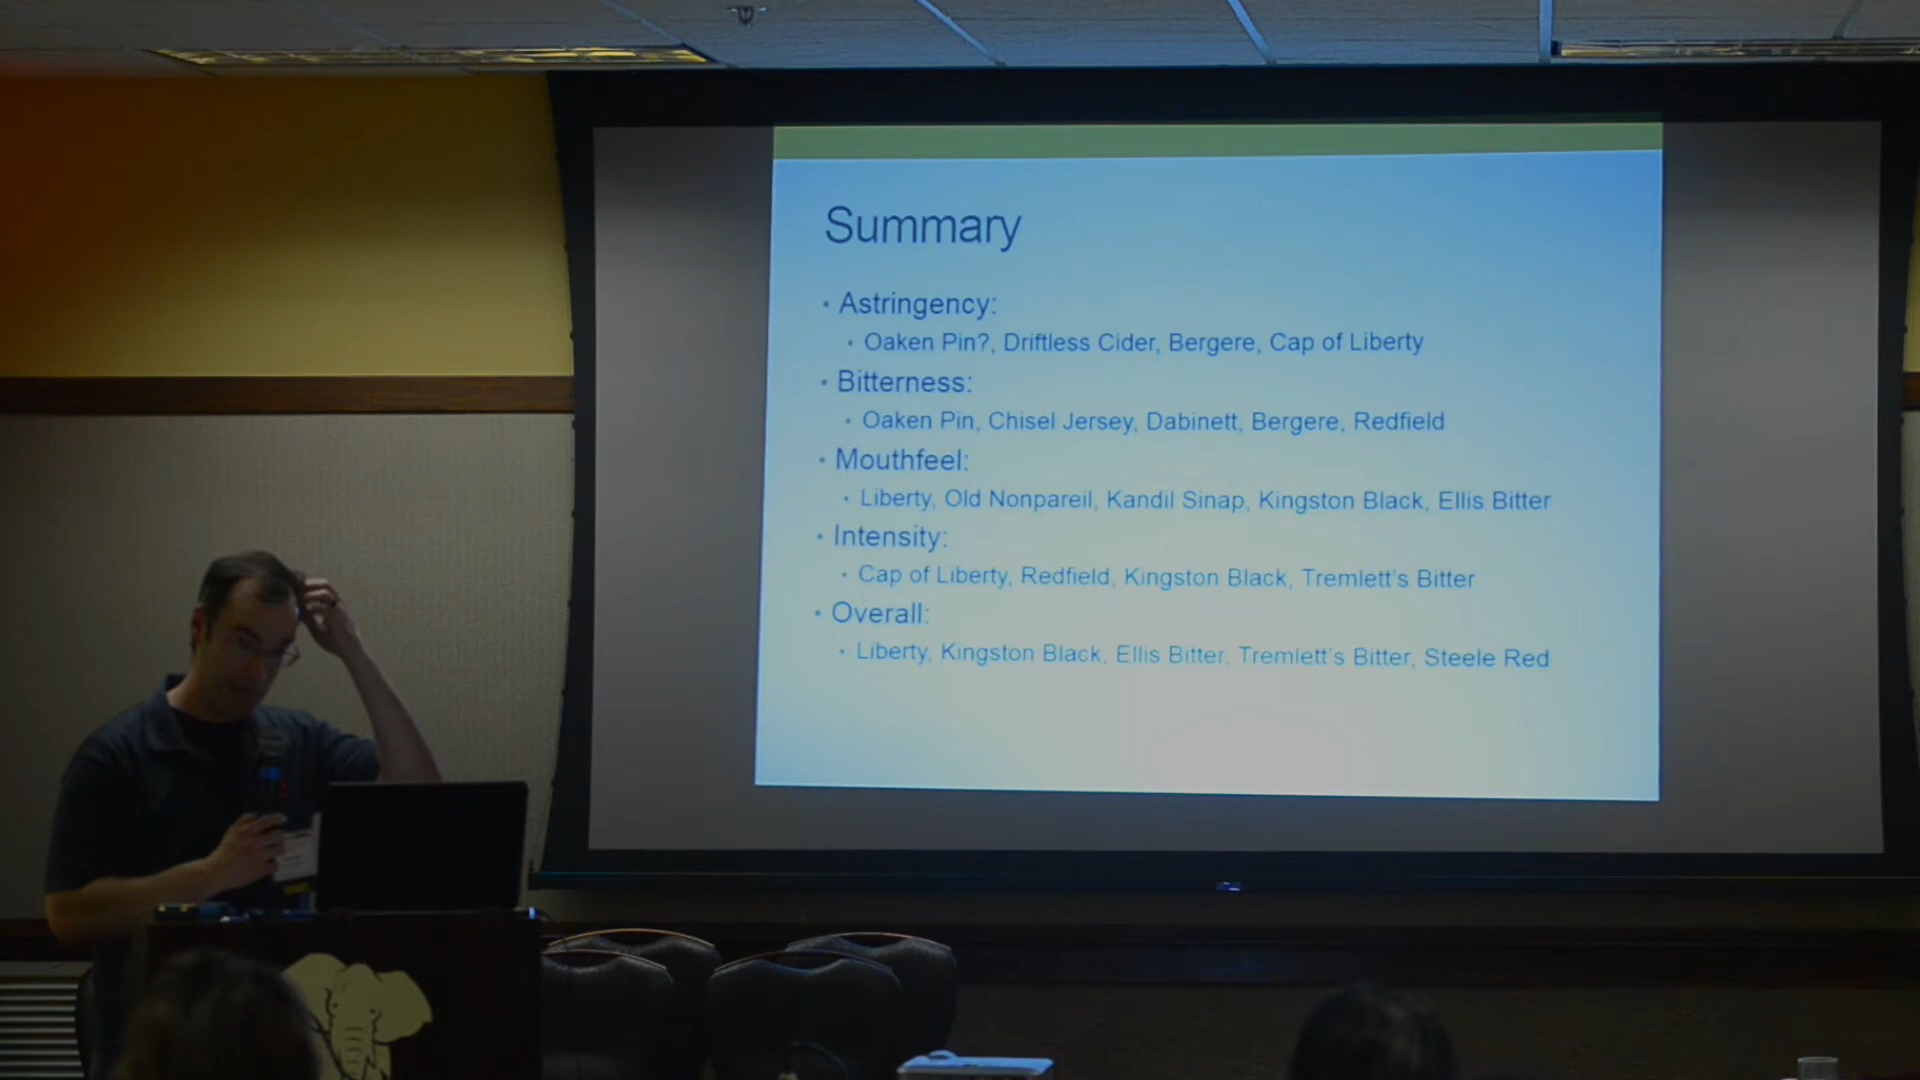 Summary
• Astringency:
• Oaken Pin?, Driftless Cider, Bergere, Cap of Liberty
• Bitterness:
• Oaken Pin, Chisel Jersey, Dabinett, Bergere, Redfield
• Mouthfeel:
• Liberty, Old Nonpareil, Kandil Sinap, Kingston Black, Ellis Bitter
• Intensity:
• Cap of Liberty, Redfield, Kingston Black, Tremlett's Bitter
• Overall:
• Liberty, Kingston Black, Ellis Bitter, Tremlett's Bitter, Steele Red